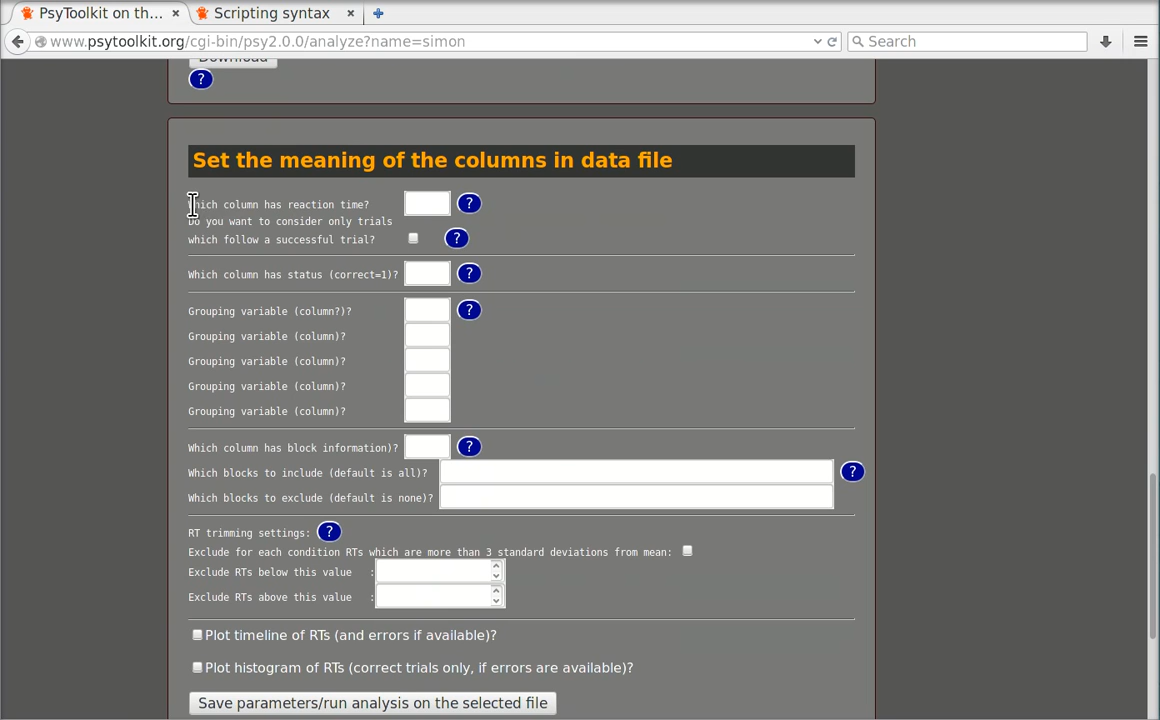 PsyToolkit on th... ×
Scripting syntax ×
www.psytoolkit.org/cgi-bin/psy2.0.0/analyze?name=simon
Search
Download
?
Set the meaning of the columns in data file
Which column has reaction time? ?
Do you want to consider only trials
which follow a successful trial? ?
Which column has status (correct=1)? ?
Grouping variable (column?)? ?
Grouping variable (column)?
Grouping variable (column)?
Grouping variable (column)?
Grouping variable (column)?
Which column has block information)? ?
Which blocks to include (default is all)? ?
Which blocks to exclude (default is none)?
RT trimming settings: ?
Exclude for each condition RTs which are more than 3 standard deviations from mean:
Exclude RTs below this value :
Exclude RTs above this value :
Plot timeline of RTs (and errors if available)?
Plot histogram of RTs (correct trials only, if errors are available)?
Save parameters/run analysis on the selected file